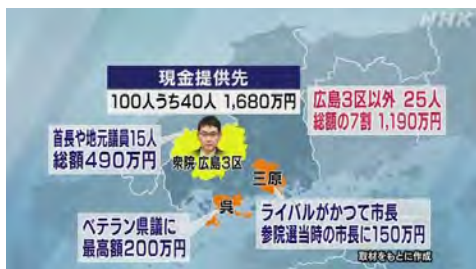 NHK
現金提供先
100人うち40人 1,680万円
広島3区以外 25人
総額の7割 1,190万円
首長や地元議員15人
総額490万円
衆院 広島3区
三原
呉
ベテラン県議に
最高額200万円
ライバルがかつて市長
参院選当時の市長に150万円
取材をもとに作成